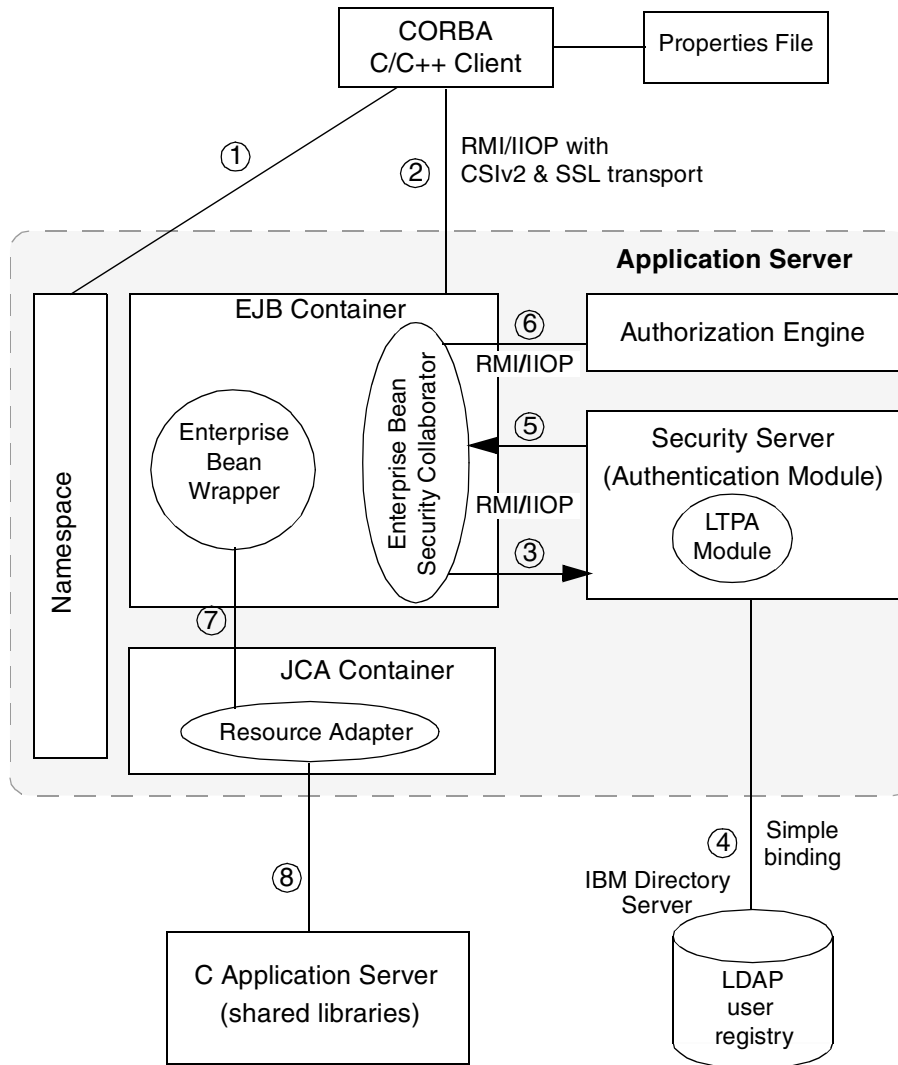 CORBA
C/C++ Client
Properties File
1
2
RMI/IIOP with
CSIv2 & SSL transport
Application Server
Namespace
EJB Container
Enterprise
Bean
Wrapper
Enterprise Bean
Security Collaborator
6
RMI/IIOP
Authorization Engine
5
RMI/IIOP
3
Security Server
(Authentication Module)
LTPA
Module
7
JCA Container
Resource Adapter
8
4
Simple
binding
IBM Directory
Server
C Application Server
(shared libraries)
LDAP
user
registry